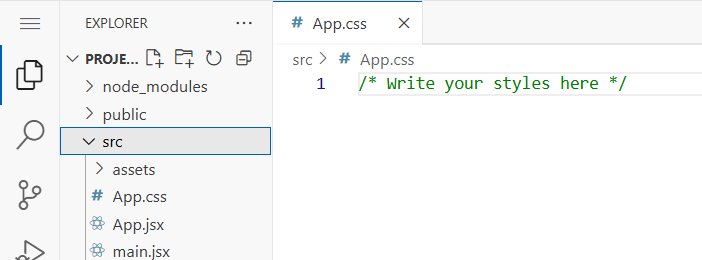 EXPLORER
PROJE...
node_modules
public
src
assets
App.css
App.jsx
main.jsx
App.css
src > App.css
1 /* Write your styles here */